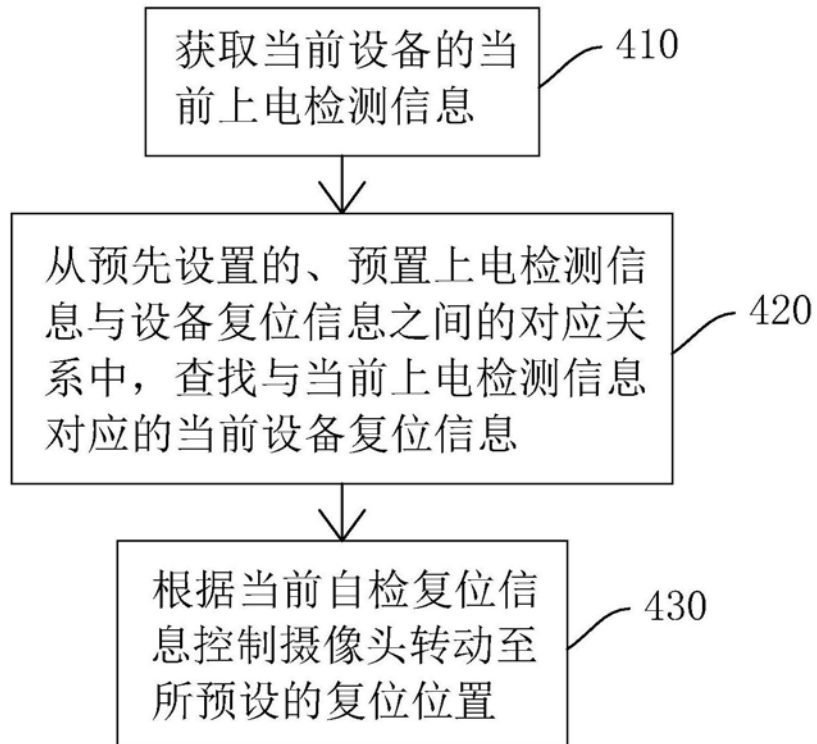 获取当前设备的当
前上电检测信息
410
从预先设置的、预置上电检测信
息与设备复位信息之间的对应关
系中，查找与当前上电检测信息
对应的当前设备复位信息
420
根据当前自检复位信
息控制摄像头转动至
所预设的复位位置
430